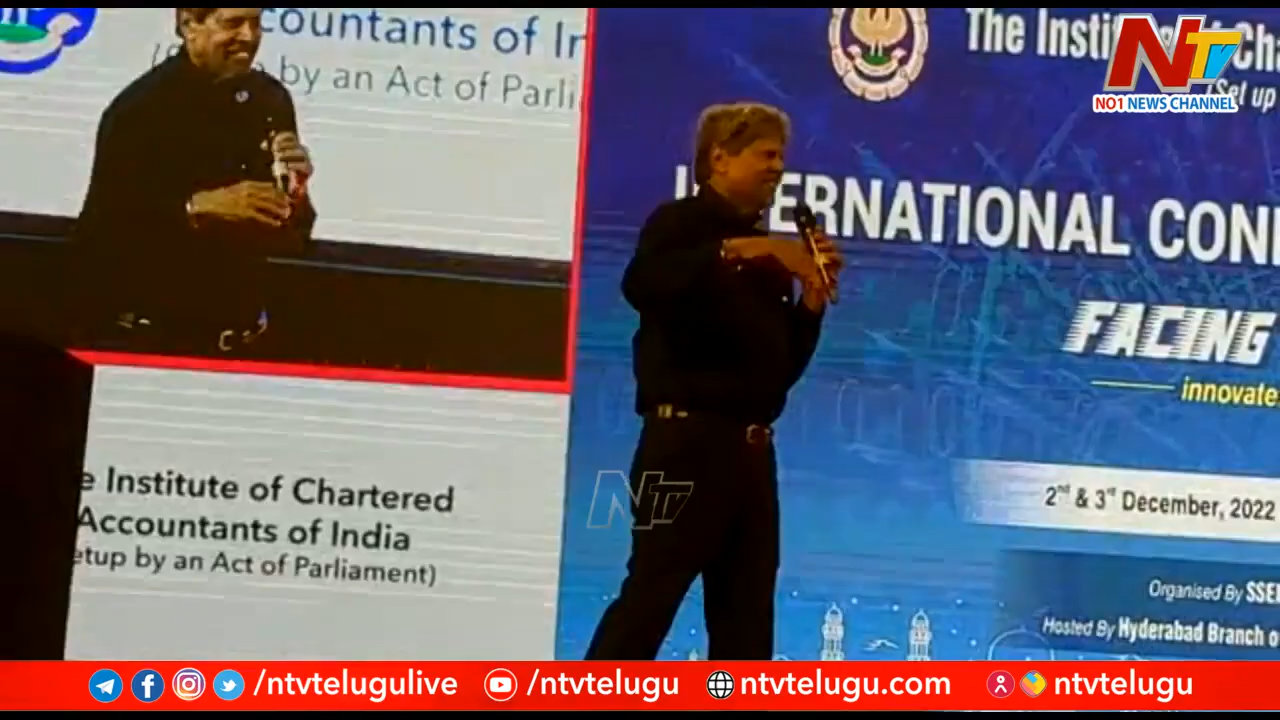 countants of In
by an Act of Parli
The Insti
Cha
Set up
NTV
NO1 NEWS CHANNEL
ERNATIONAL CON
FACING
innovate
2nd & 3rd December, 2022
Organised By SSE
Hosted By Hyderabad Branch o
NTV
e Institute of Chartered
Accountants of India
etup by an Act of Parliament)
/ntvtelugulive
/ntvtelugu
ntvtelugu.com
ntvtelugu